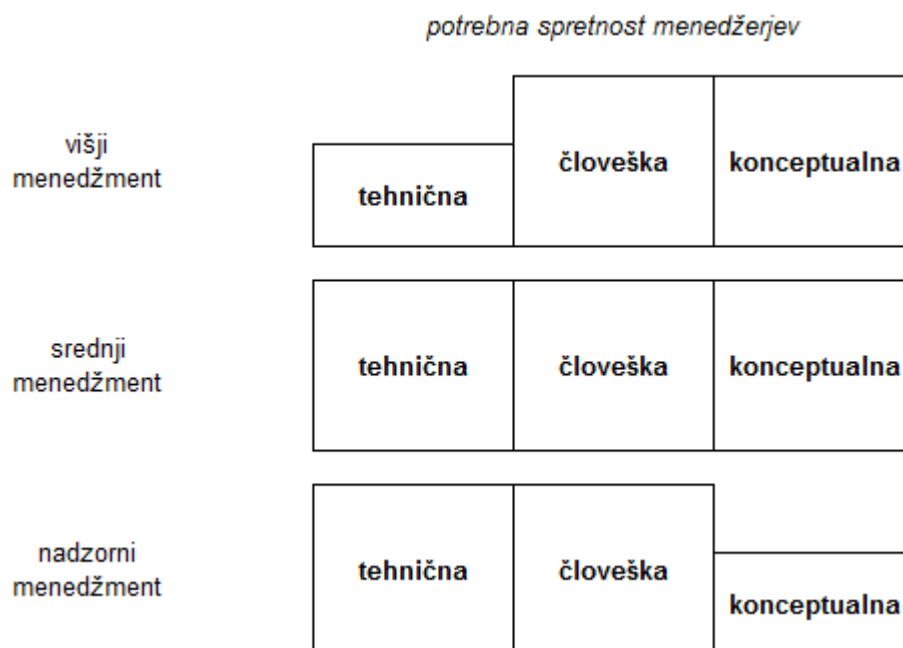 potrebna spretnost menedžerjev
višji
menedžment
tehnična
človeška
konceptualna
srednji
menedžment
tehnična
človeška
konceptualna
nadzorni
menedžment
tehnična
človeška
konceptualna